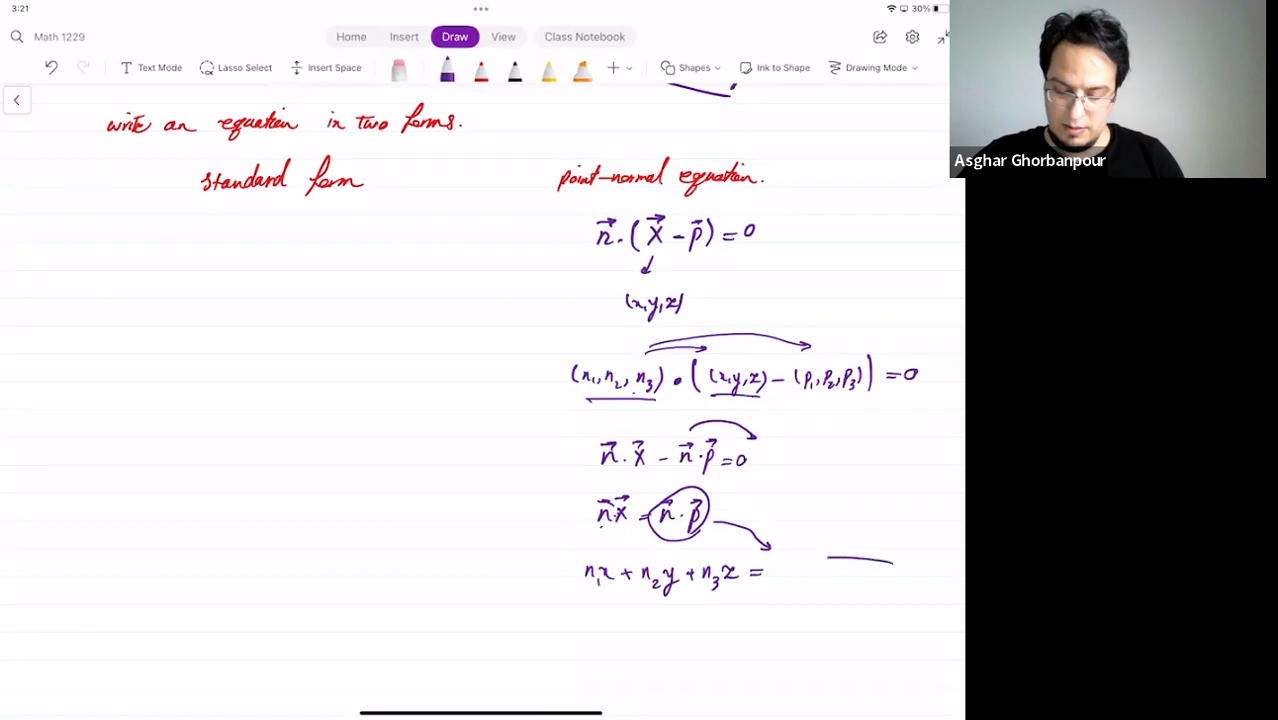 3:21
30%
Math 1229
Home Insert Draw View Class Notebook
Text Mode Lasso Select Insert Space Shapes Ink to Shape Drawing Mode
Asghar Ghorbanpour
write an equation in two forms.
standard form
point-normal equation.
n⃗·(X⃗ − p⃗) = 0
(x,y,z)
(n₁, n₂, n₃) • ((x,y,z) − (p₁, p₂, p₃)) = 0
n⃗·X⃗ − n⃗·p⃗ = 0
n⃗·X⃗ = n⃗·p⃗
n₁x + n₂y + n₃z =